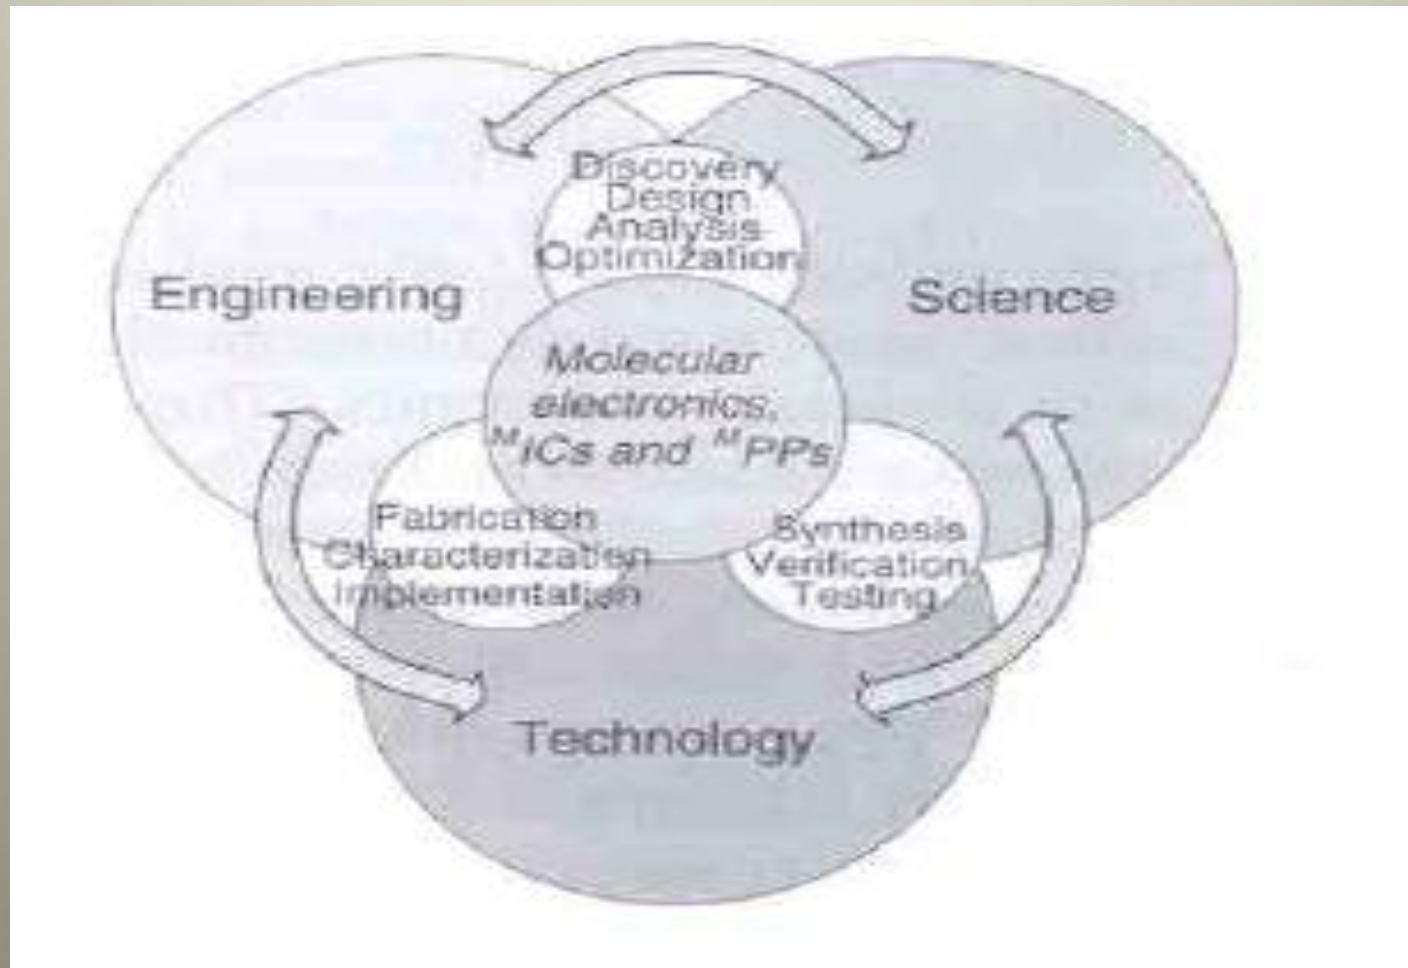 Discovery
Design
Analysis
Optimization
Engineering
Science
Molecular
electronics,
MICs and MPPs
Fabrication
Characterization
Implementation
Synthesis
Verification
Testing
Technology